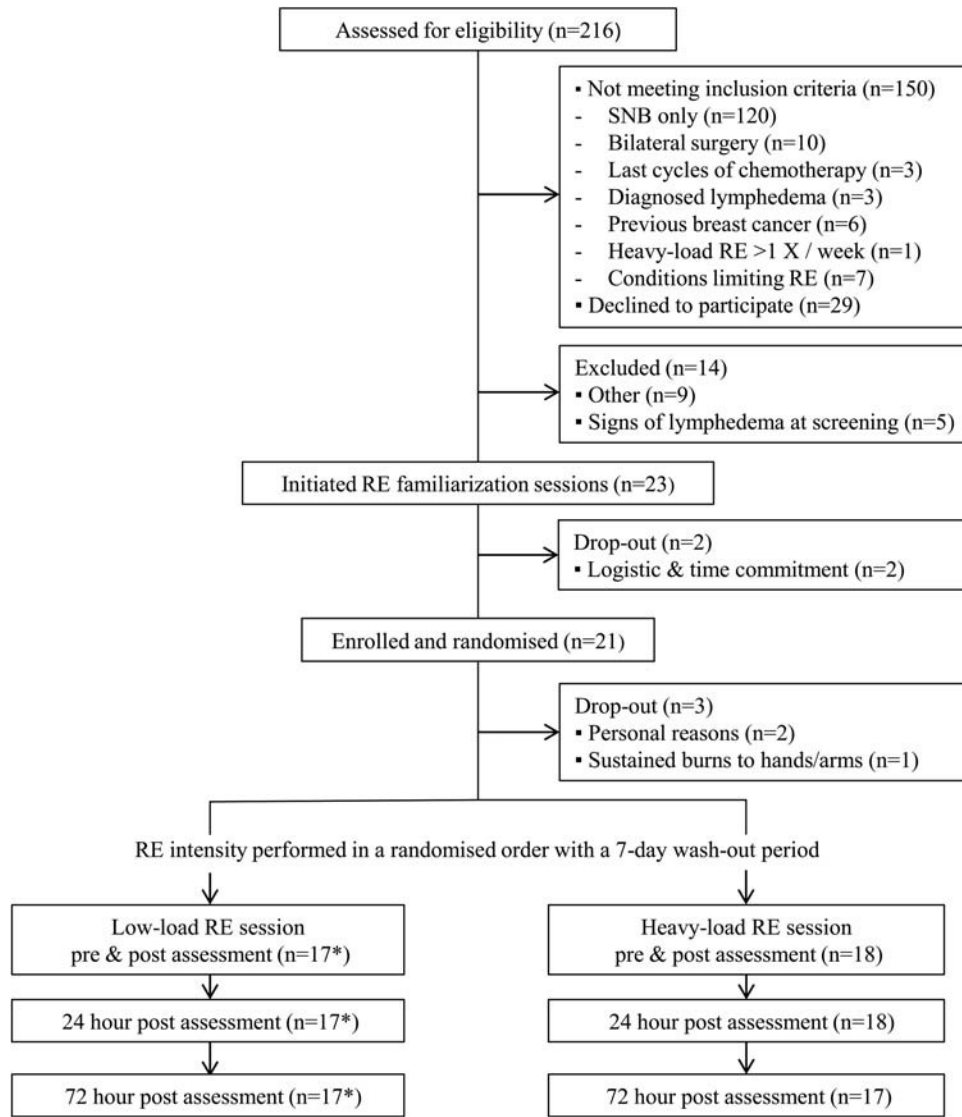 Assessed for eligibility (n=216)
▪ Not meeting inclusion criteria (n=150)
- SNB only (n=120)
- Bilateral surgery (n=10)
- Last cycles of chemotherapy (n=3)
- Diagnosed lymphedema (n=3)
- Previous breast cancer (n=6)
- Heavy-load RE >1 X / week (n=1)
- Conditions limiting RE (n=7)
▪ Declined to participate (n=29)
Excluded (n=14)
▪ Other (n=9)
▪ Signs of lymphedema at screening (n=5)
Initiated RE familiarization sessions (n=23)
Drop-out (n=2)
▪ Logistic & time commitment (n=2)
Enrolled and randomised (n=21)
Drop-out (n=3)
▪ Personal reasons (n=2)
▪ Sustained burns to hands/arms (n=1)
RE intensity performed in a randomised order with a 7-day wash-out period
Low-load RE session
pre & post assessment (n=17*)
Heavy-load RE session
pre & post assessment (n=18)
24 hour post assessment (n=17*)
24 hour post assessment (n=18)
72 hour post assessment (n=17*)
72 hour post assessment (n=17)